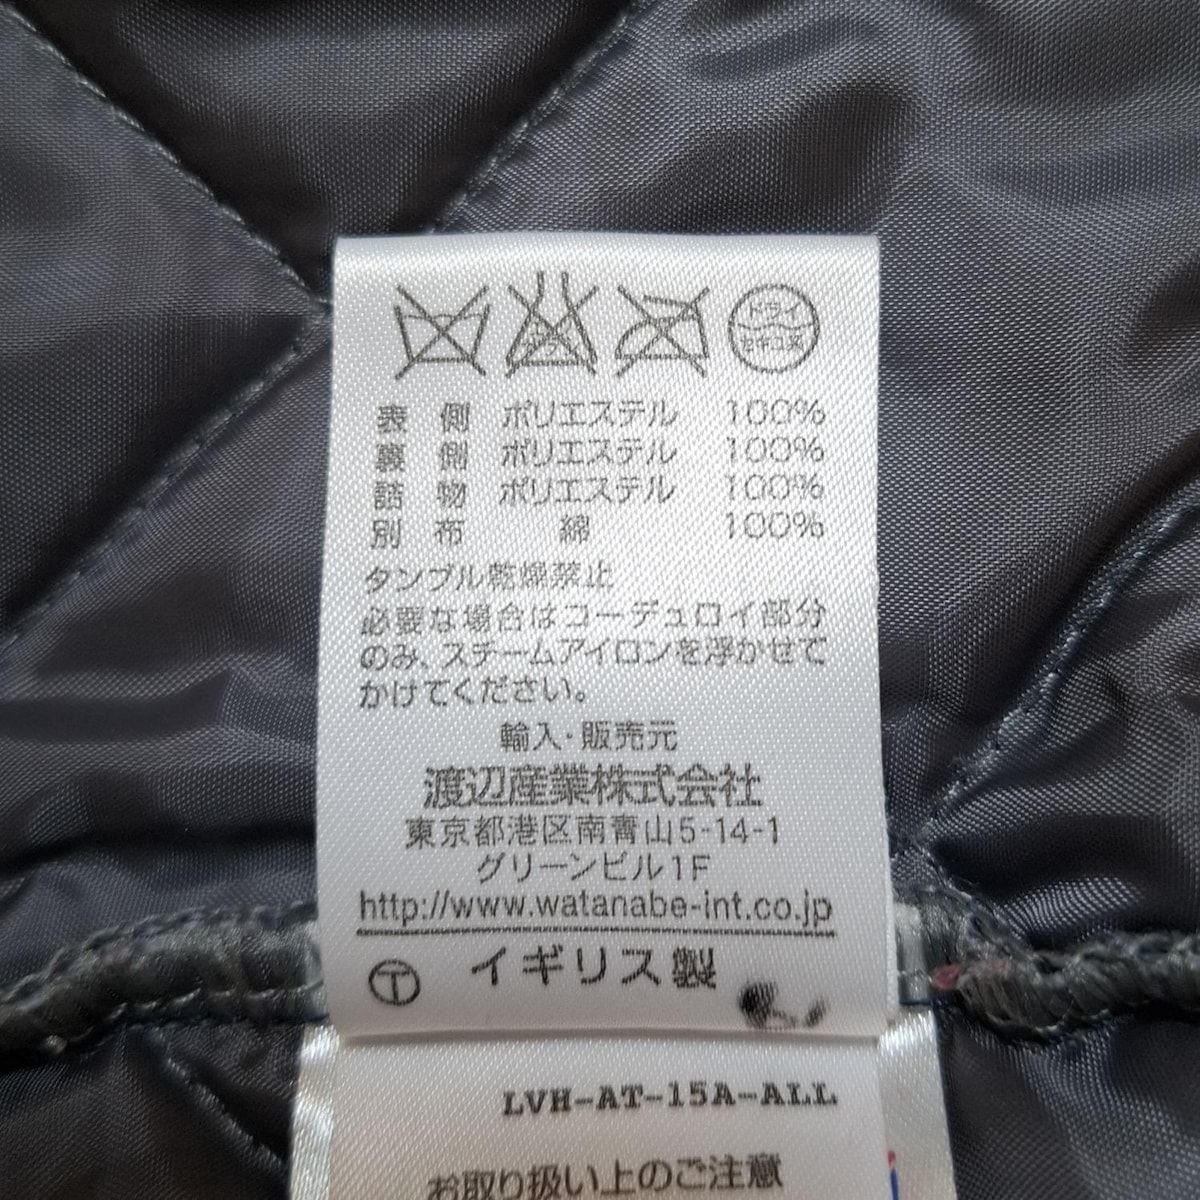 ドライ
セキユ系
表側 ポリエステル 100%
裏側 ポリエステル 100%
詰物 ポリエステル 100%
別布 綿 100%
タンブル乾燥禁止
必要な場合はコーデュロイ部分
のみ、スチームアイロンを浮かせて
かけてください。
輸入・販売元
渡辺産業株式会社
東京都港区南青山5-14-1
グリーンビル1F
http://www.watanabe-int.co.jp
Ⓣ イギリス製
LVH-AT-15A-ALL
お取り扱い上のご注意